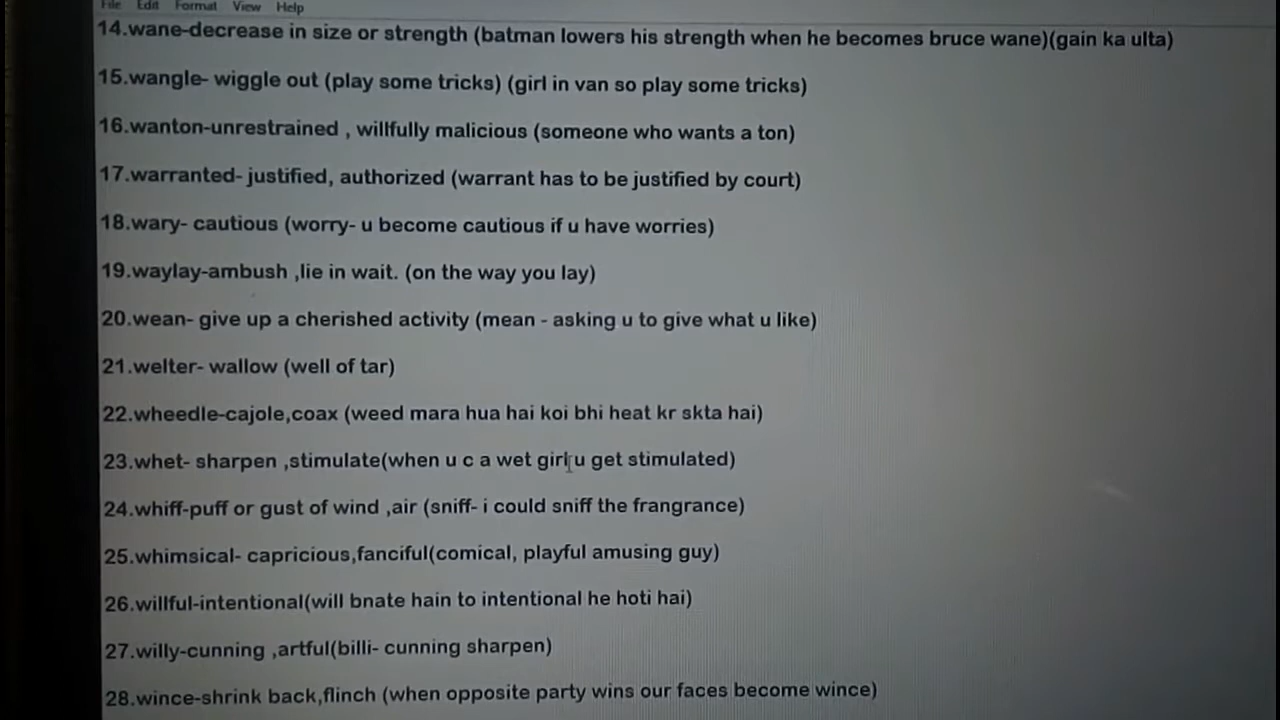 File Edit Format View Help
14.wane-decrease in size or strength (batman lowers his strength when he becomes bruce wane)(gain ka ulta)
15.wangle- wiggle out (play some tricks) (girl in van so play some tricks)
16.wanton-unrestrained , willfully malicious (someone who wants a ton)
17.warranted- justified, authorized (warrant has to be justified by court)
18.wary- cautious (worry- u become cautious if u have worries)
19.waylay-ambush ,lie in wait. (on the way you lay)
20.wean- give up a cherished activity (mean - asking u to give what u like)
21.welter- wallow (well of tar)
22.wheedle-cajole,coax (weed mara hua hai koi bhi heat kr skta hai)
23.whet- sharpen ,stimulate(when u c a wet girl u get stimulated)
24.whiff-puff or gust of wind ,air (sniff- i could sniff the frangrance)
25.whimsical- capricious,fanciful(comical, playful amusing guy)
26.willful-intentional(will bnate hain to intentional he hoti hai)
27.willy-cunning ,artful(billi- cunning sharpen)
28.wince-shrink back,flinch (when opposite party wins our faces become wince)